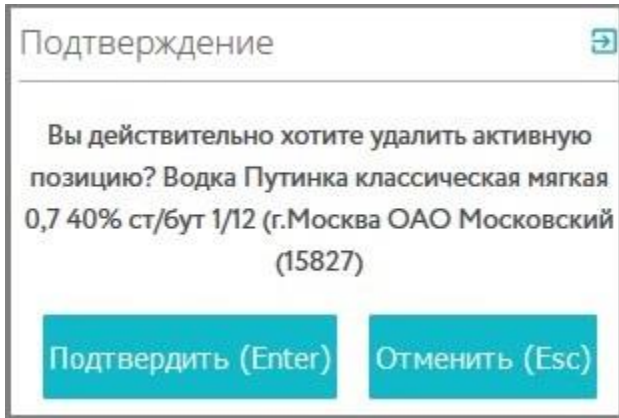 Подтверждение
Вы действительно хотите удалить активную
позицию? Водка Путинка классическая мягкая
0,7 40% ст/бут 1/12 (г.Москва ОАО Московский
(15827)
Подтвердить (Enter) Отменить (Esc)